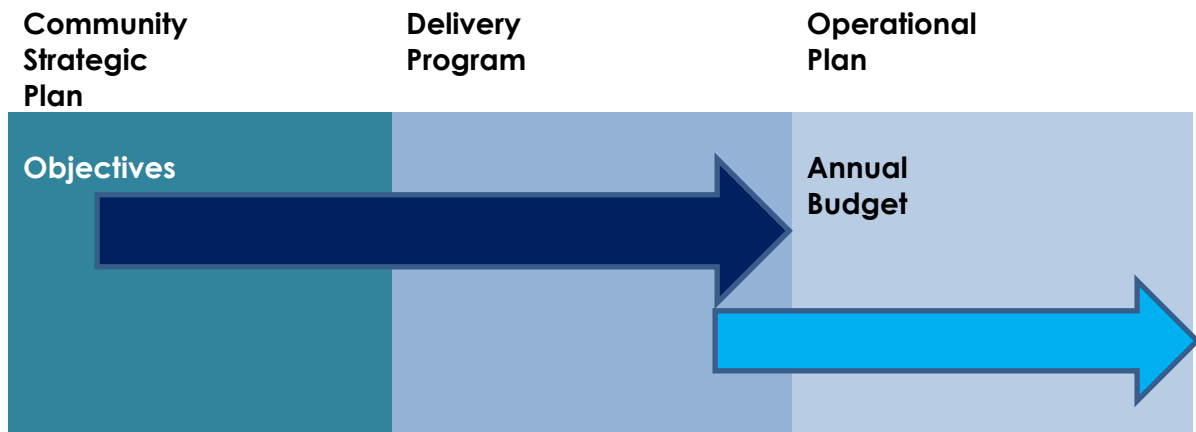 Community
Strategic
Plan
Delivery
Program
Operational
Plan
Objectives
Annual
Budget